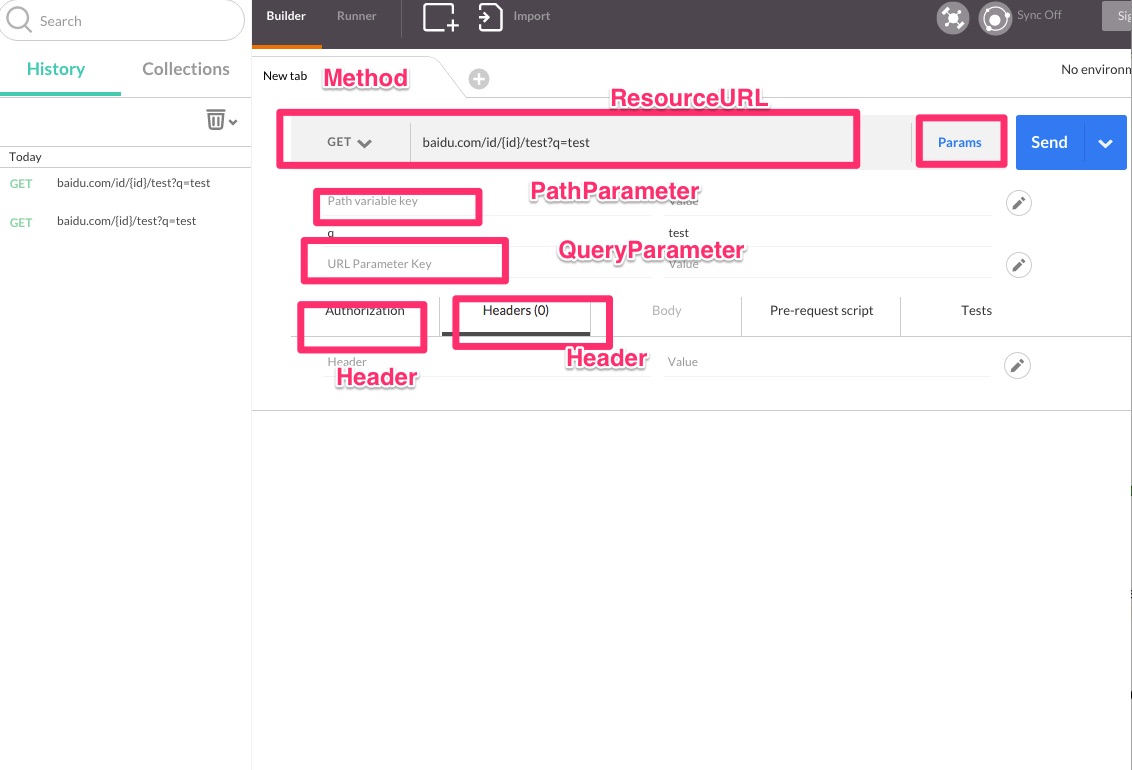 Search
Builder Runner Import Sync Off
History Collections
New tab Method No environm
ResourceURL
GET baidu.com/id/{id}/test?q=test Params Send
Today
GET baidu.com/id/{id}/test?q=test
GET baidu.com/{id}/test?q=test
Path variable key PathParameter Value
q test
QueryParameter
URL Parameter Key Value
Authorization Headers (0) Body Pre-request script Tests
Header Header Value
Header